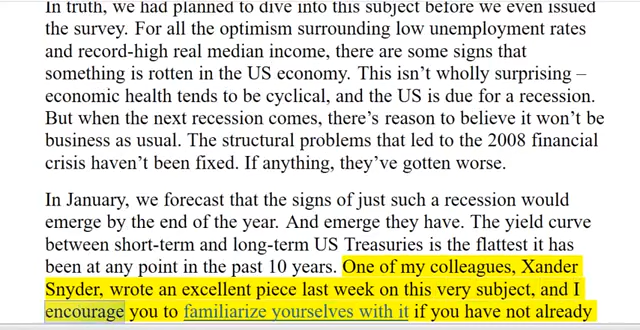 In truth, we had planned to dive into this subject before we even issued
the survey. For all the optimism surrounding low unemployment rates
and record-high real median income, there are some signs that
something is rotten in the US economy. This isn’t wholly surprising –
economic health tends to be cyclical, and the US is due for a recession.
But when the next recession comes, there’s reason to believe it won’t be
business as usual. The structural problems that led to the 2008 financial
crisis haven’t been fixed. If anything, they’ve gotten worse.
In January, we forecast that the signs of just such a recession would
emerge by the end of the year. And emerge they have. The yield curve
between short-term and long-term US Treasuries is the flattest it has
been at any point in the past 10 years. One of my colleagues, Xander
Snyder, wrote an excellent piece last week on this very subject, and I
encourage you to familiarize yourselves with it if you have not already